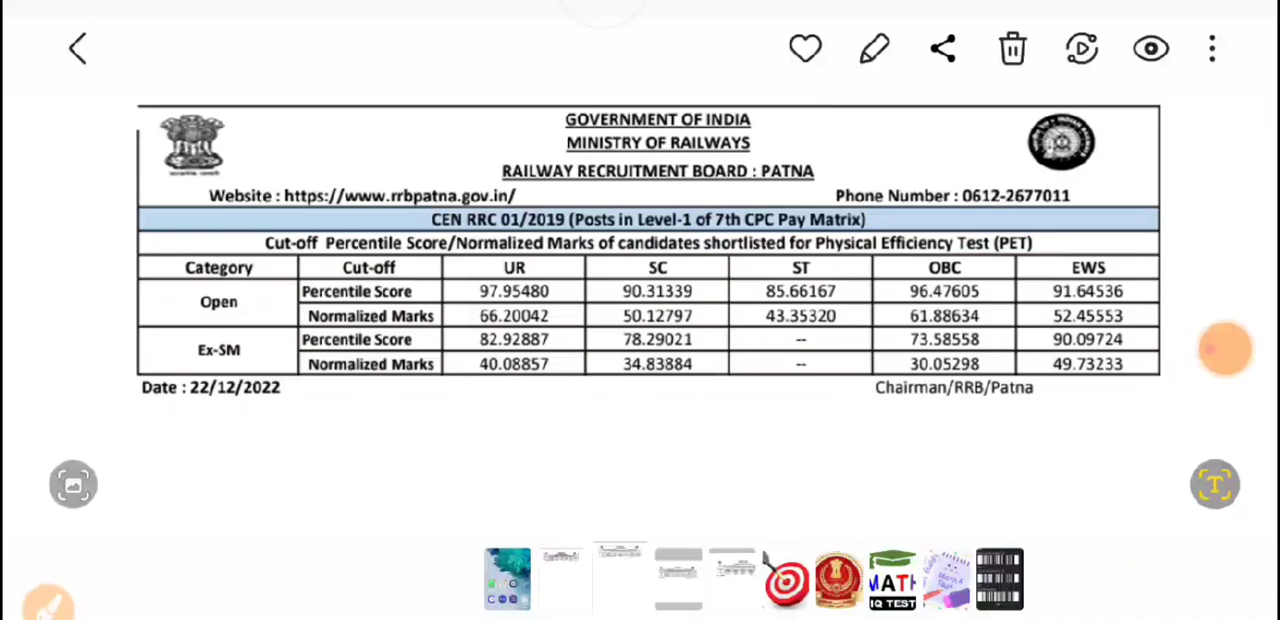 GOVERNMENT OF INDIA
MINISTRY OF RAILWAYS
RAILWAY RECRUITMENT BOARD : PATNA
Website : https://www.rrbpatna.gov.in/ Phone Number : 0612-2677011
CEN RRC 01/2019 (Posts in Level-1 of 7th CPC Pay Matrix)
Cut-off Percentile Score/Normalized Marks of candidates shortlisted for Physical Efficiency Test (PET)
Category Cut-off UR SC ST OBC EWS
Open Percentile Score 97.95480 90.31339 85.66167 96.47605 91.64536
Normalized Marks 66.20042 50.12797 43.35320 61.88634 52.45553
Ex-SM Percentile Score 82.92887 78.29021 -- 73.58558 90.09724
Normalized Marks 40.08857 34.83884 -- 30.05298 49.73233
Date : 22/12/2022 Chairman/RRB/Patna
T
MATH
IQ TEST